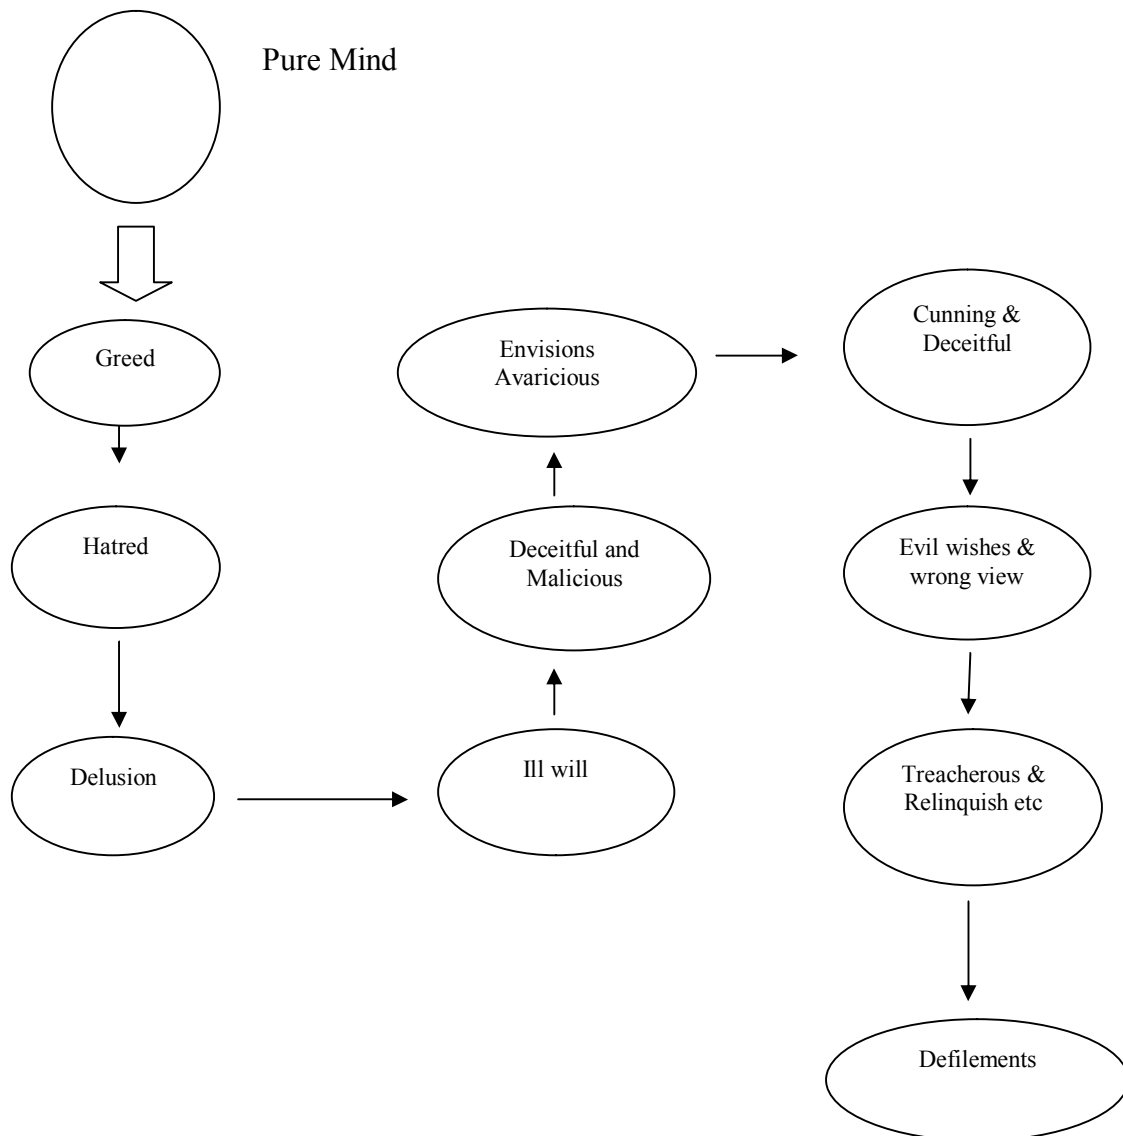 Pure Mind
Greed
Hatred
Delusion
Ill will
Deceitful and
Malicious
Envisions
Avaricious
Cunning &
Deceitful
Evil wishes &
wrong view
Treacherous &
Relinquish etc
Defilements